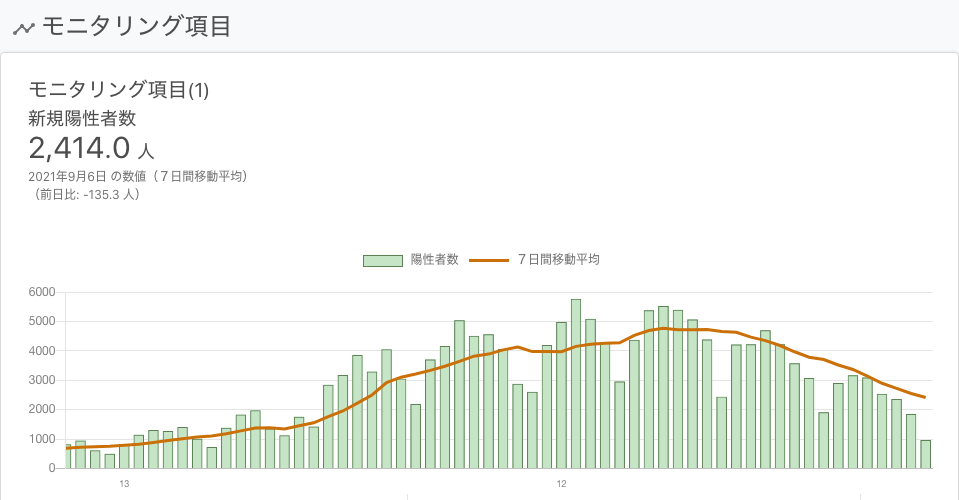 モニタリング項目
モニタリング項目(1)
新規陽性者数
2,414.0 人
2021年9月6日 の数値（７日間移動平均）
（前日比: -135.3 人）
陽性者数 ７日間移動平均
6000
5000
4000
3000
2000
1000
0
13 12